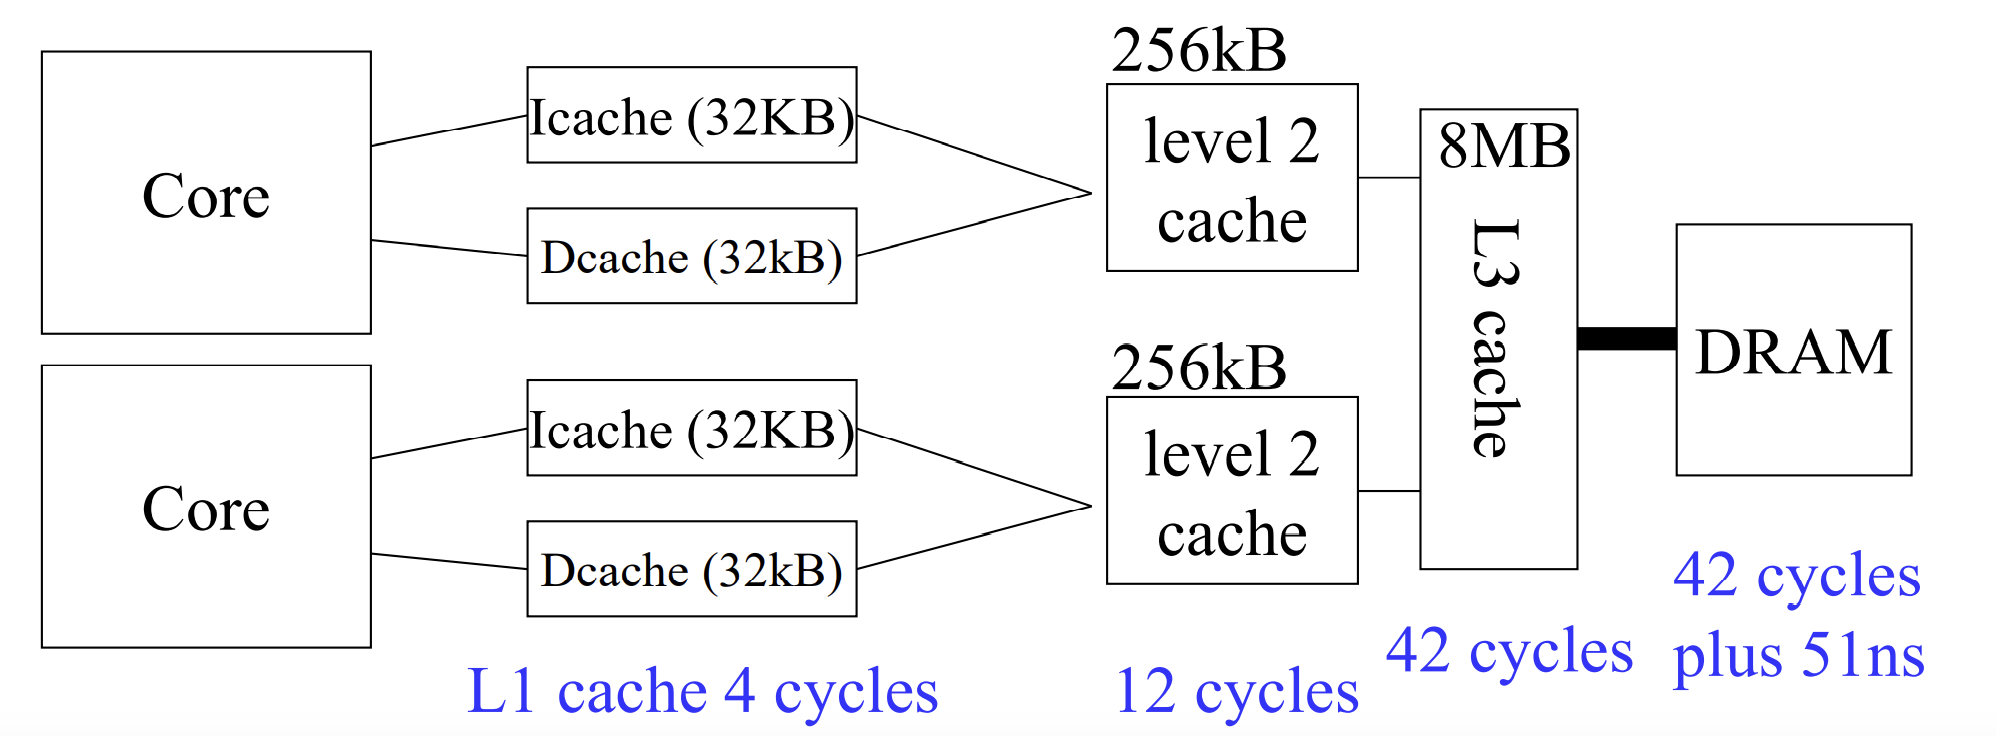 Core
Icache (32KB)
Dcache (32kB)
256kB
level 2
cache
Core
Icache (32KB)
Dcache (32kB)
256kB
level 2
cache
8MB
L3 cache
DRAM
L1 cache 4 cycles
12 cycles
42 cycles
42 cycles
plus 51ns